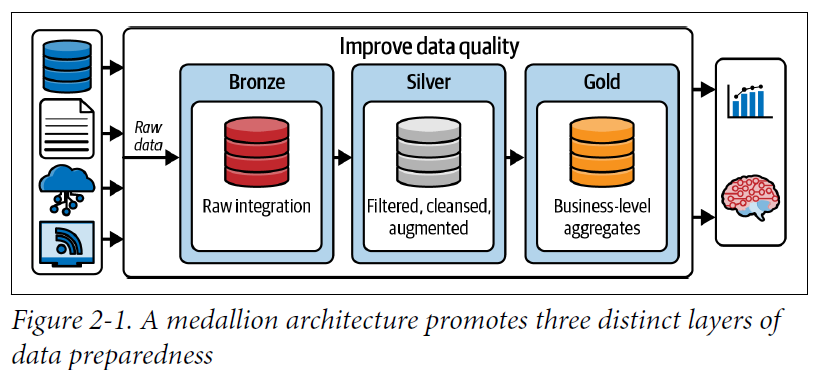 Improve data quality
Bronze
Silver
Gold
Raw
data
Raw integration
Filtered, cleansed,
augmented
Business-level
aggregates
Figure 2-1. A medallion architecture promotes three distinct layers of
data preparedness